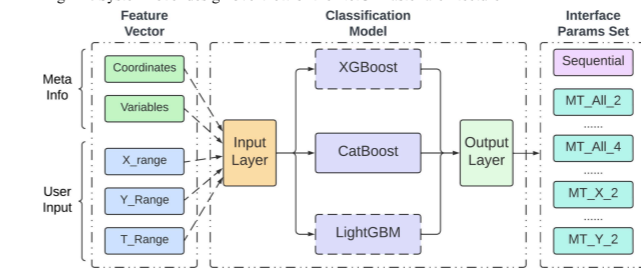 Feature
Vector
Classification
Model
Interface
Params Set
Meta
Info
User
Input
Coordinates
Variables
X_range
Y_Range
T_Range
Input
Layer
XGBoost
CatBoost
LightGBM
Output
Layer
Sequential
MT_All_2
......
MT_All_4
......
MT_X_2
......
MT_Y_2